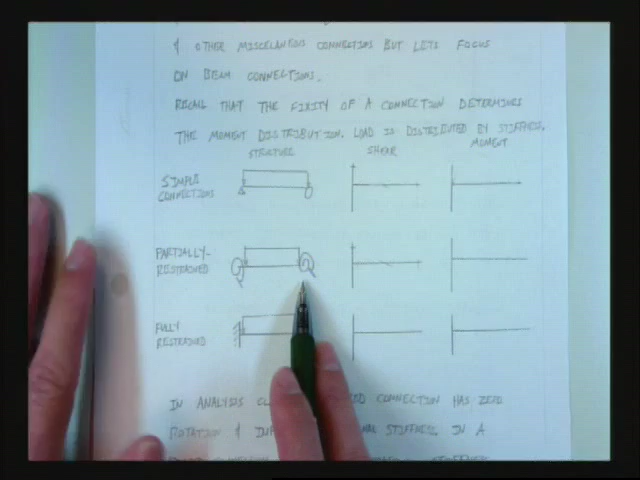 & OTHER MISCELANIOUS CONNECTIONS BUT LETS FOCUS
ON BEAM CONNECTIONS.
RECALL THAT THE FIXITY OF A CONNECTION DETERMINES
THE MOMENT DISTRIBUTION. LOAD IS DISTRIBUTED BY STIFFNESS.
STRUCTURE SHEAR MOMENT
SIMPLE
CONNECTIONS
PARTIALLY-
RESTRAINED
FULLY
RESTRAINED
IN ANALYSIS CONNECTION HAS ZERO
ROTATION & STIFFNESS. IN A